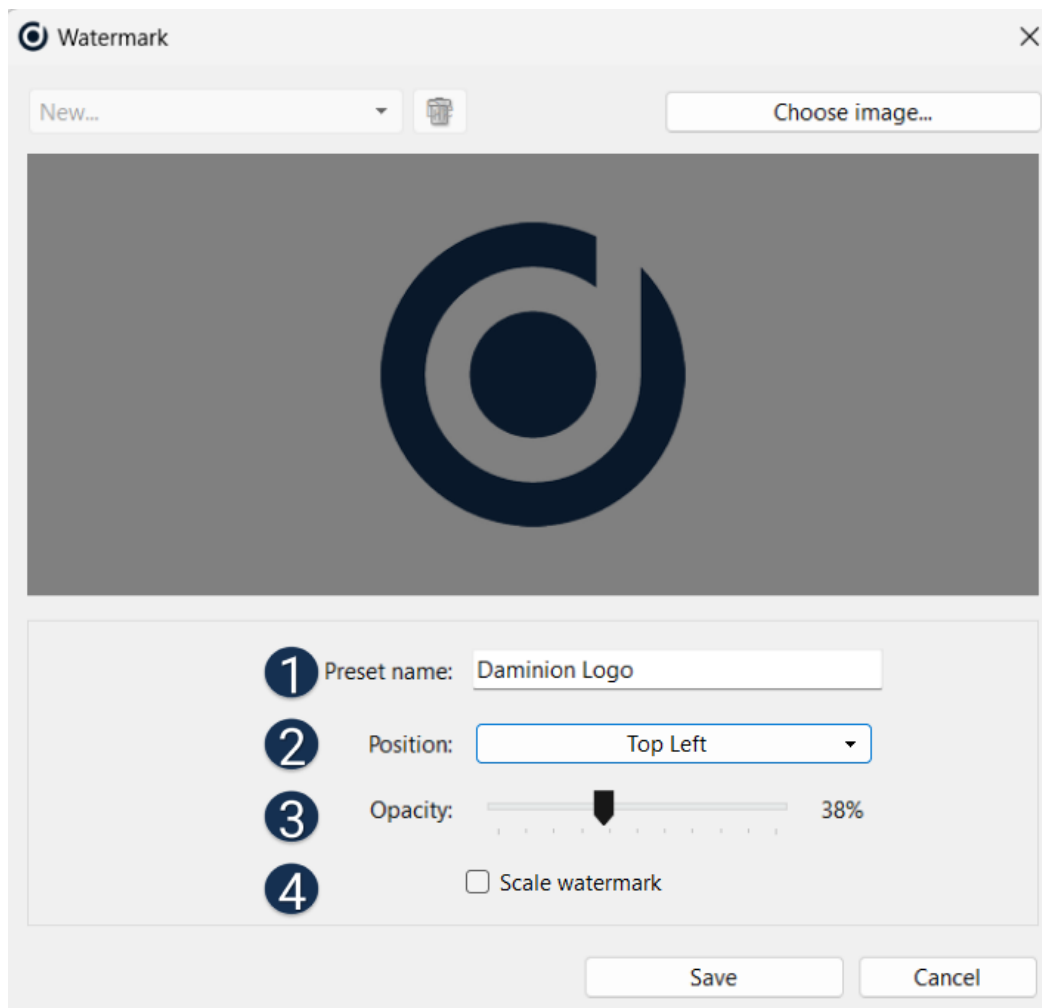 Watermark
New...
Choose image...
1 Preset name: Daminion Logo
2 Position: Top Left
3 Opacity: 38%
4 Scale watermark
Save Cancel